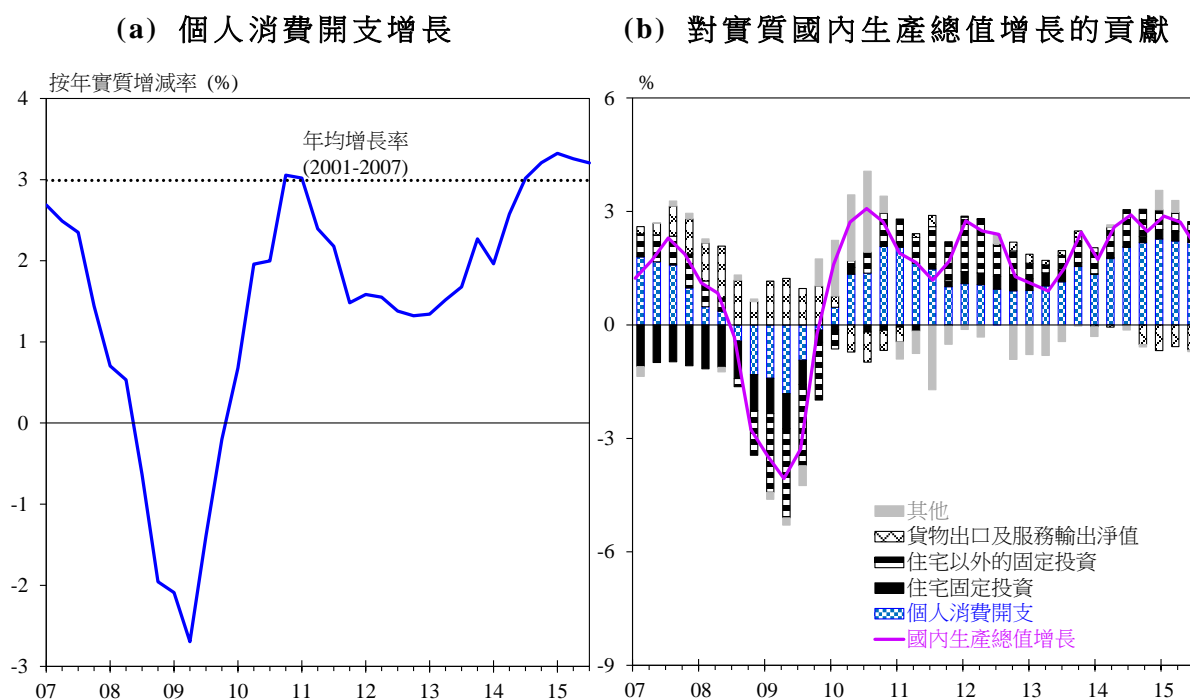 (a) 個人消費開支增長
按年實質增減率 (%)
4
3
2
1
0
-1
-2
-3
年均增長率
(2001-2007)
07 08 09 10 11 12 13 14 15
(b) 對實質國內生產總值增長的貢獻
%
6
3
0
-3
-6
-9
其他
貨物出口及服務輸出淨值
住宅以外的固定投資
住宅固定投資
個人消費開支
國內生產總值增長
07 08 09 10 11 12 13 14 15